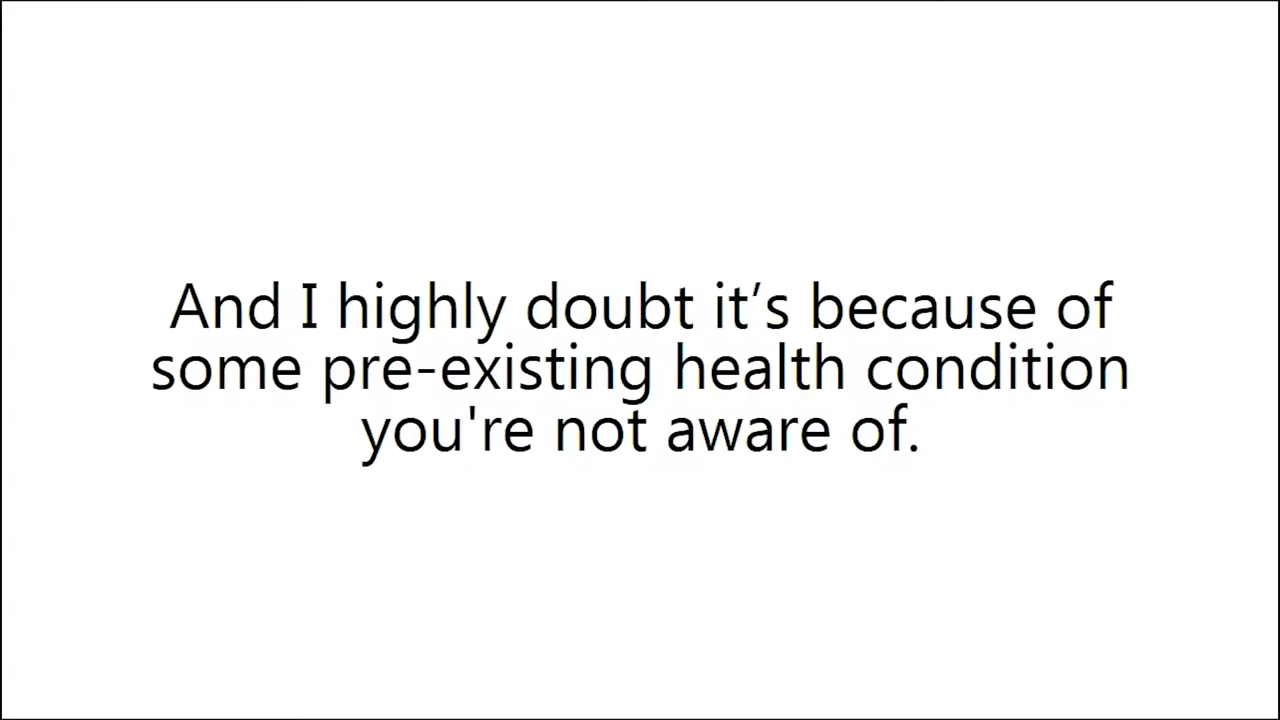 And I highly doubt it’s because of
some pre-existing health condition
you're not aware of.